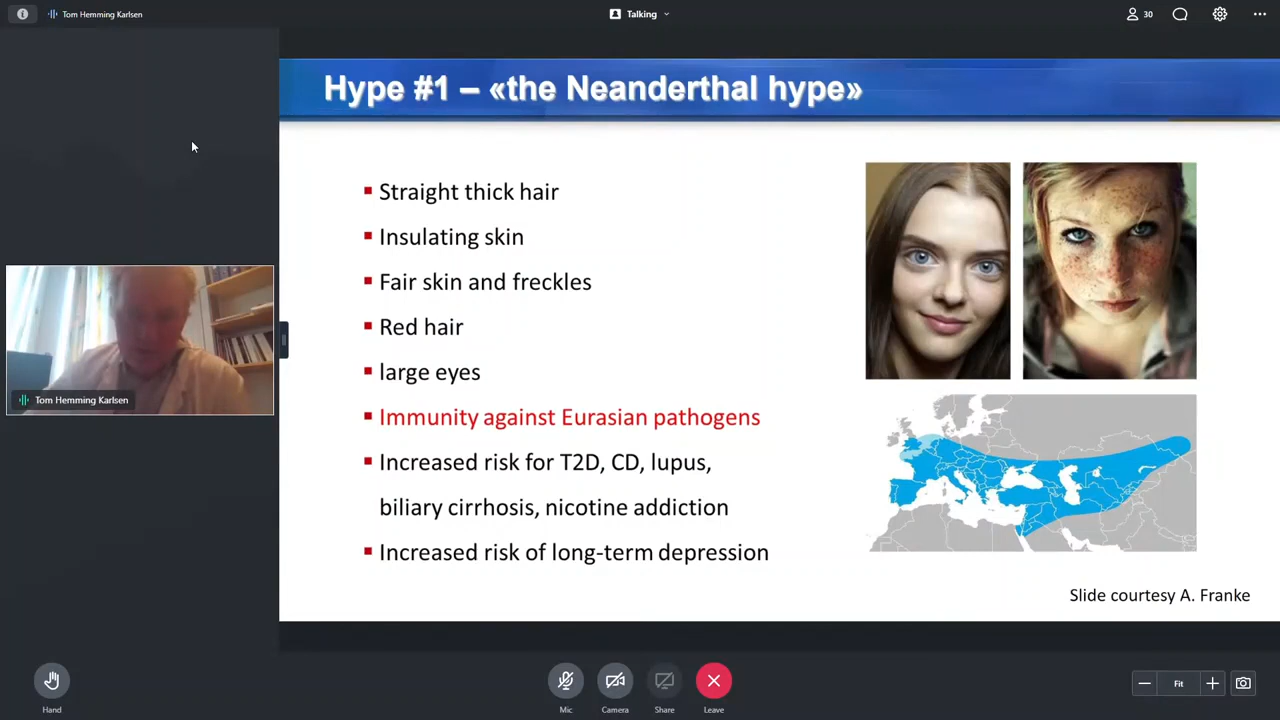 Tom Hemming Karlsen
Talking
30
Hype #1 – «the Neanderthal hype»
Straight thick hair
Insulating skin
Fair skin and freckles
Red hair
large eyes
Immunity against Eurasian pathogens
Increased risk for T2D, CD, lupus,
biliary cirrhosis, nicotine addiction
Increased risk of long-term depression
Slide courtesy A. Franke
Tom Hemming Karlsen
Hand
Mic
Camera
Share
Leave
Fit